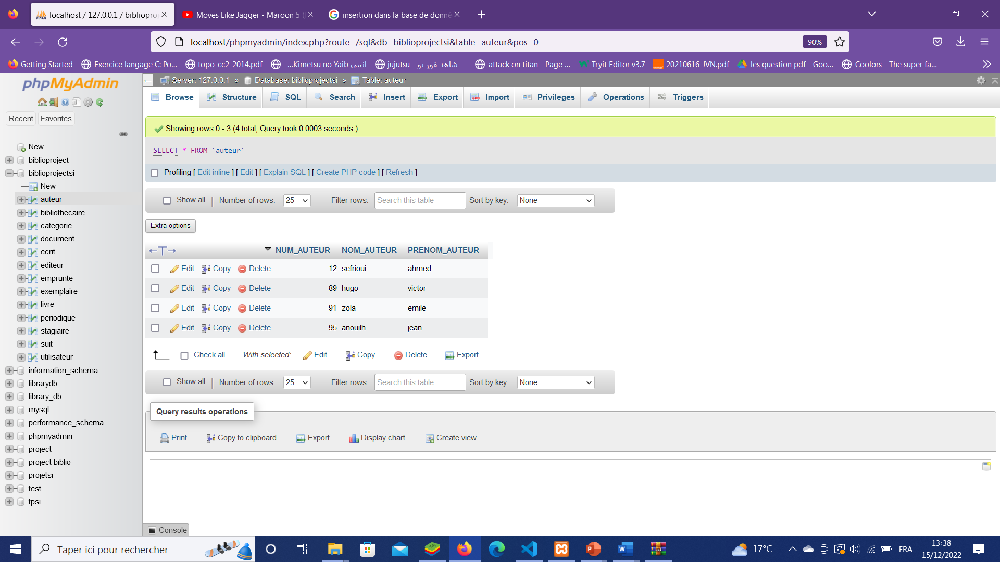 localhost / 127.0.0.1 / biblioproj
Moves Like Jagger - Maroon 5 (
insertion dans la base de donné
localhost/phpmyadmin/index.php?route=/sql&db=biblioprojectsi&table=auteur&pos=0
90%
Getting Started
Exercice langage C: Po...
topo-cc2-2014.pdf
انمي Kimetsu no Yaib...
شاهد فور يو - jujutsu
attack on titan - Page ...
Tryit Editor v3.7
20210616-JVN.pdf
les question pdf - Goo...
Coolors - The super fa...
phpMyAdmin
Recent
Favorites
New
biblioproject
biblioprojectsi
New
auteur
bibliothecaire
categorie
document
ecrit
editeur
emprunte
exemplaire
livre
periodique
stagiaire
suit
utilisateur
information_schema
librarydb
library_db
mysql
performance_schema
phpmyadmin
project
project biblio
projetsi
test
tpsi
Server: 127.0.0.1 » Database: biblioprojectsi » Table: auteur
Browse
Structure
SQL
Search
Insert
Export
Import
Privileges
Operations
Triggers
Showing rows 0 - 3 (4 total, Query took 0.0003 seconds.)
SELECT * FROM `auteur`
Profiling [ Edit inline ] [ Edit ] [ Explain SQL ] [ Create PHP code ] [ Refresh ]
Show all | Number of rows: 25 Filter rows: Search this table Sort by key: None
Extra options
NUM_AUTEUR NOM_AUTEUR PRENOM_AUTEUR
Edit Copy Delete 12 sefrioui ahmed
Edit Copy Delete 89 hugo victor
Edit Copy Delete 91 zola emile
Edit Copy Delete 95 anouilh jean
Check all With selected: Edit Copy Delete Export
Show all | Number of rows: 25 Filter rows: Search this table Sort by key: None
Query results operations
Print Copy to clipboard Export Display chart Create view
Console
Taper ici pour rechercher
17°C
FRA
13:38
15/12/2022